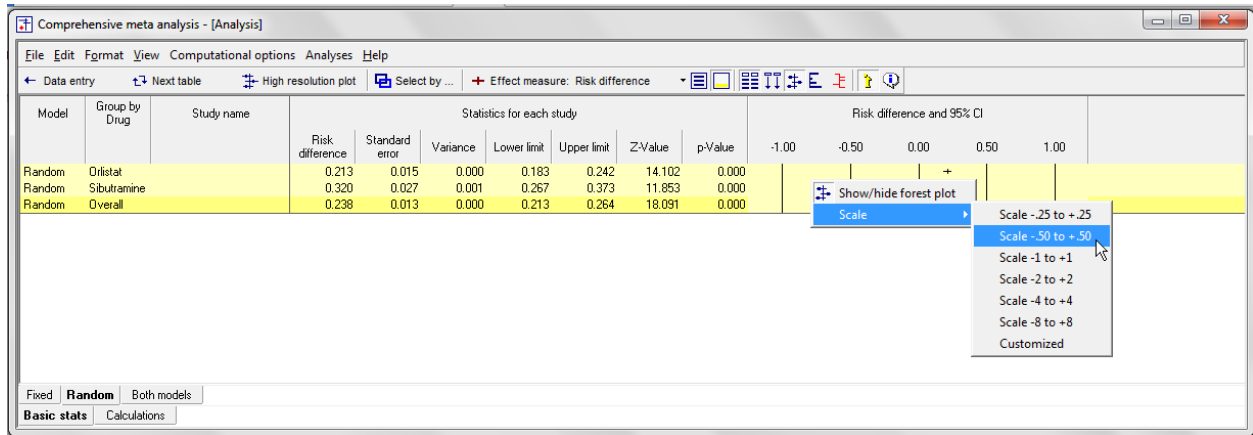 Comprehensive meta analysis - [Analysis]
File Edit Format View Computational options Analyses Help
← Data entry Next table High resolution plot Select by ... + Effect measure: Risk difference
Model Group by Drug Study name Statistics for each study Risk difference and 95% CI
Risk difference Standard error Variance Lower limit Upper limit Z-Value p-Value -1.00 -0.50 0.00 0.50 1.00
Random Orlistat 0.213 0.015 0.000 0.183 0.242 14.102 0.000
Random Sibutramine 0.320 0.027 0.001 0.267 0.373 11.853 0.000
Random Overall 0.238 0.013 0.000 0.213 0.264 18.091 0.000
Show/hide forest plot
Scale
Scale -.25 to +.25
Scale -.50 to +.50
Scale -1 to +1
Scale -2 to +2
Scale -4 to +4
Scale -8 to +8
Customized
Fixed Random Both models
Basic stats Calculations